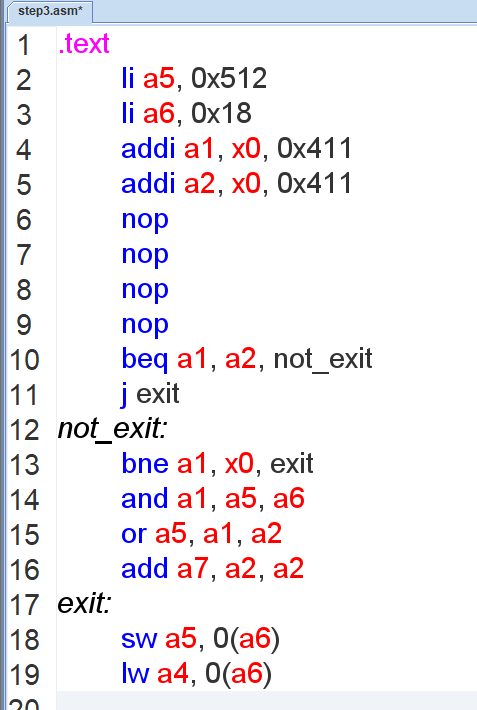 step3.asm*
1 .text
2 li a5, 0x512
3 li a6, 0x18
4 addi a1, x0, 0x411
5 addi a2, x0, 0x411
6 nop
7 nop
8 nop
9 nop
10 beq a1, a2, not_exit
11 j exit
12 not_exit:
13 bne a1, x0, exit
14 and a1, a5, a6
15 or a5, a1, a2
16 add a7, a2, a2
17 exit:
18 sw a5, 0(a6)
19 lw a4, 0(a6)
20